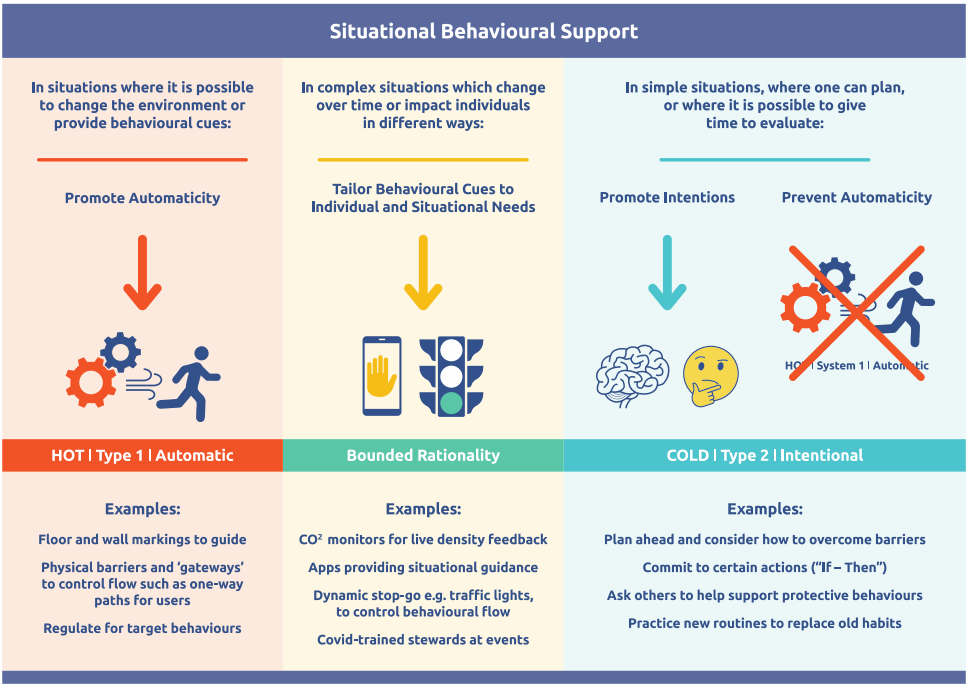 Situational Behavioural Support
In situations where it is possible
to change the environment or
provide behavioural cues:
Promote Automaticity
HOT | Type 1 | Automatic
Examples:
Floor and wall markings to guide
Physical barriers and ‘gateways’
to control flow such as one-way
paths for users
Regulate for target behaviours
In complex situations which change
over time or impact individuals
in different ways:
Tailor Behavioural Cues to
Individual and Situational Needs
Bounded Rationality
Examples:
CO² monitors for live density feedback
Apps providing situational guidance
Dynamic stop-go e.g. traffic lights,
to control behavioural flow
Covid-trained stewards at events
In simple situations, where one can plan,
or where it is possible to give
time to evaluate:
Promote Intentions
Prevent Automaticity
HOT | System 1 | Automatic
COLD | Type 2 | Intentional
Examples:
Plan ahead and consider how to overcome barriers
Commit to certain actions (“If – Then”)
Ask others to help support protective behaviours
Practice new routines to replace old habits